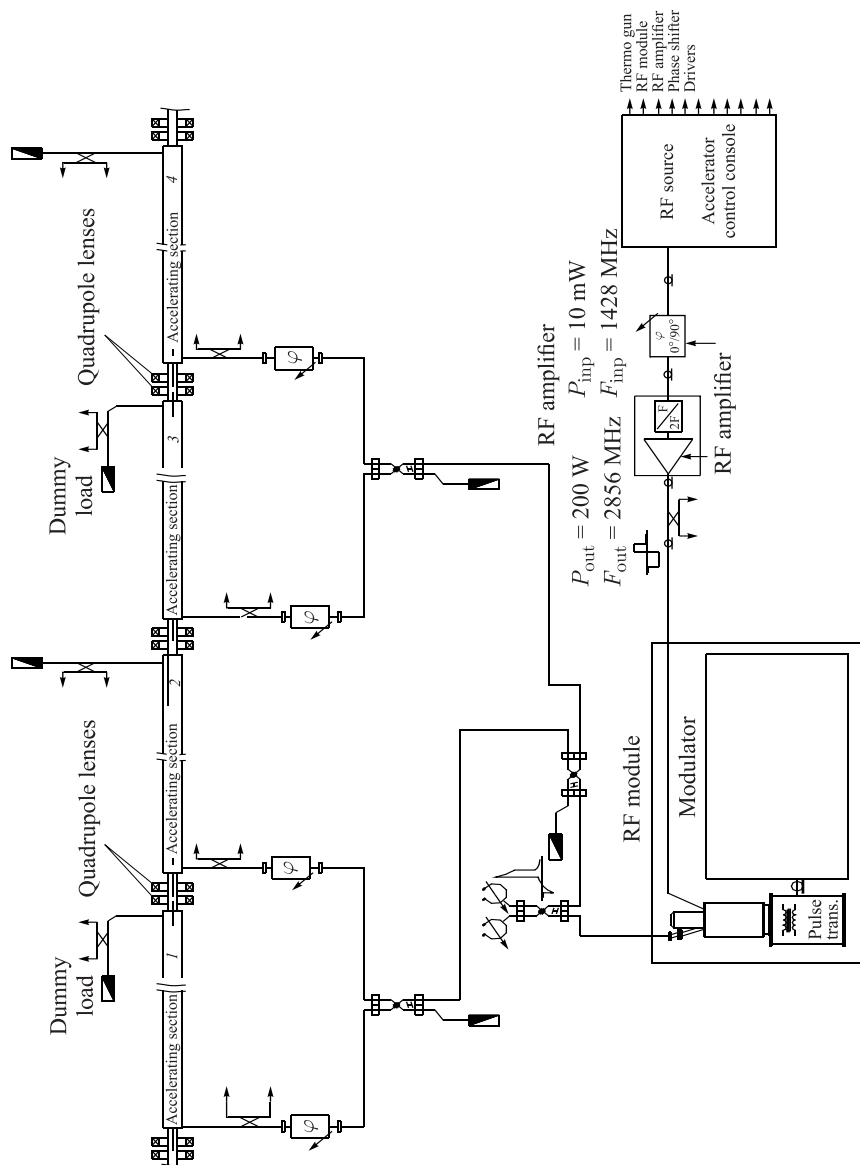 Quadrupole lenses
Dummy
load
Accelerating section 1
Accelerating section 2
Quadrupole lenses
Dummy
load
Accelerating section 3
Accelerating section 4
φ
φ
φ
φ
H
H
H
H
RF amplifier
P_out = 200 W P_inp = 10 mW
F_out = 2856 MHz F_inp = 1428 MHz
RF module
Modulator
Pulse
trans.
RF amplifier
F
2F
φ
0°/90°
RF source
Accelerator
control console
Thermo gun
RF module
RF amplifier
Phase shifter
Drivers